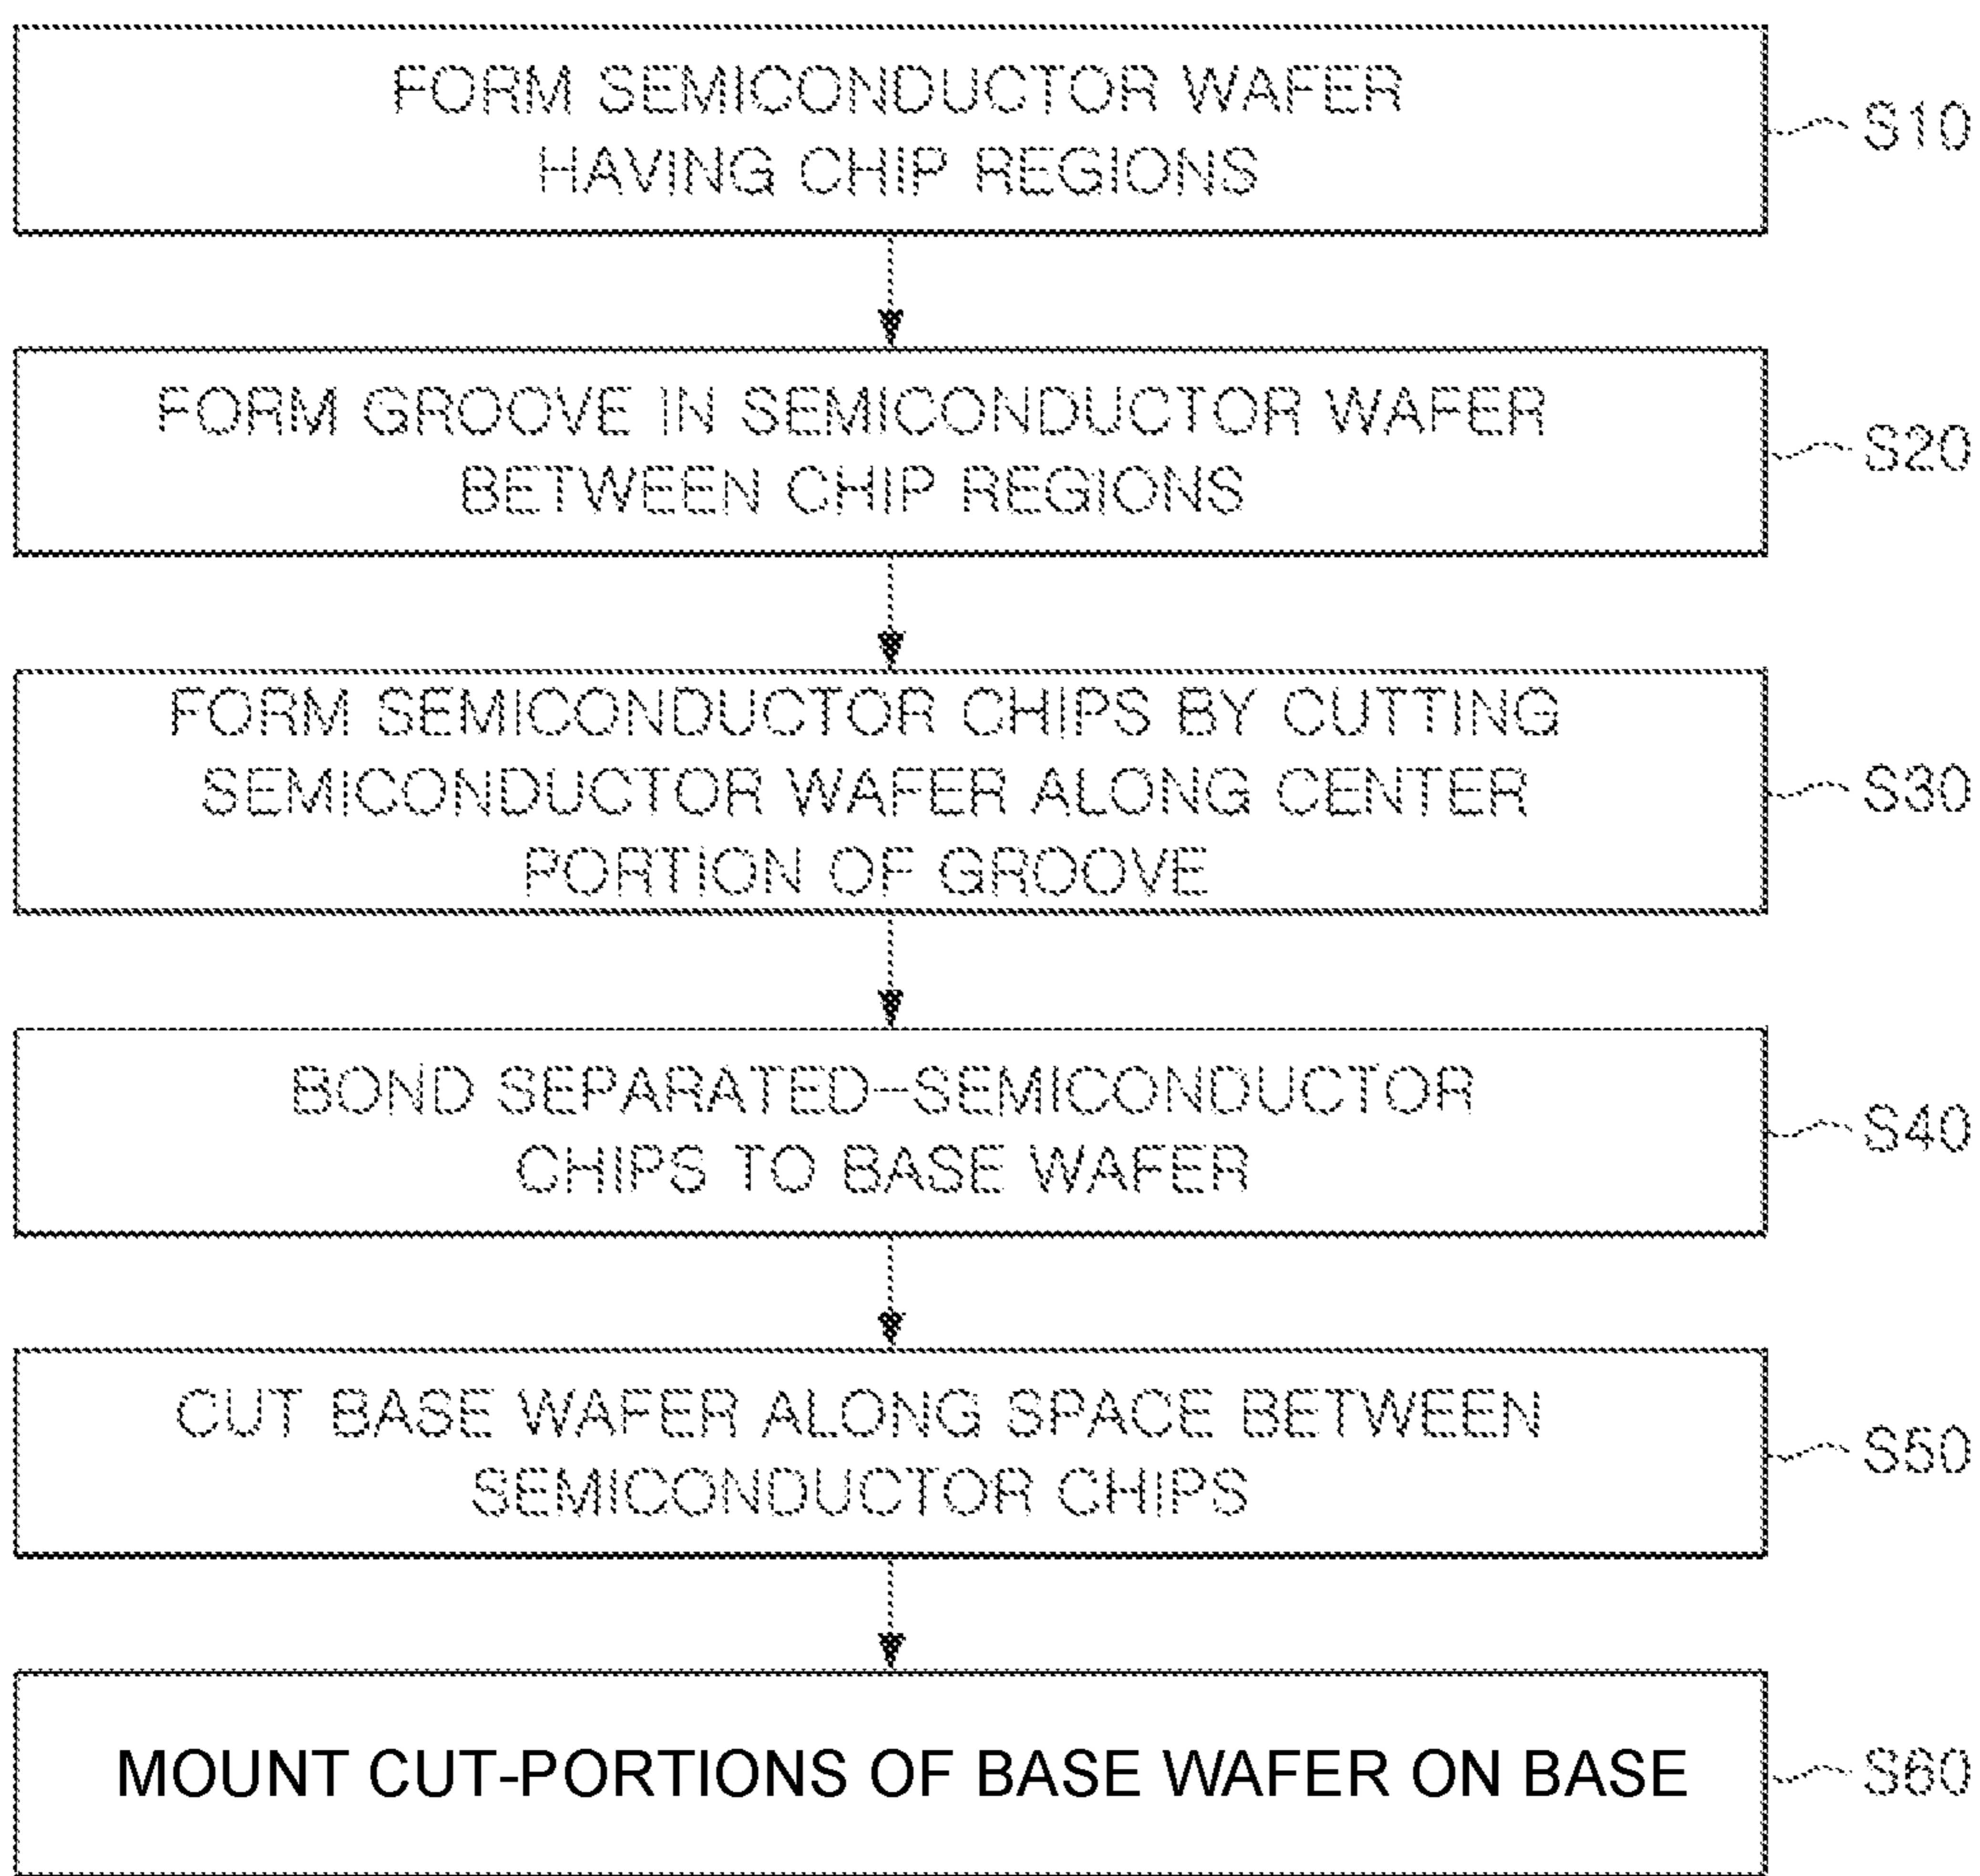 FORM SEMICONDUCTOR WAFER
HAVING CHIP REGIONS
S10
FORM GROOVE IN SEMICONDUCTOR WAFER
BETWEEN CHIP REGIONS
S20
FORM SEMICONDUCTOR CHIPS BY CUTTING
SEMICONDUCTOR WAFER ALONG CENTER
PORTION OF GROOVE
S30
BOND SEPARATED-SEMICONDUCTOR
CHIPS TO BASE WAFER
S40
CUT BASE WAFER ALONG SPACE BETWEEN
SEMICONDUCTOR CHIPS
S50
MOUNT CUT-PORTIONS OF BASE WAFER ON BASE
S60